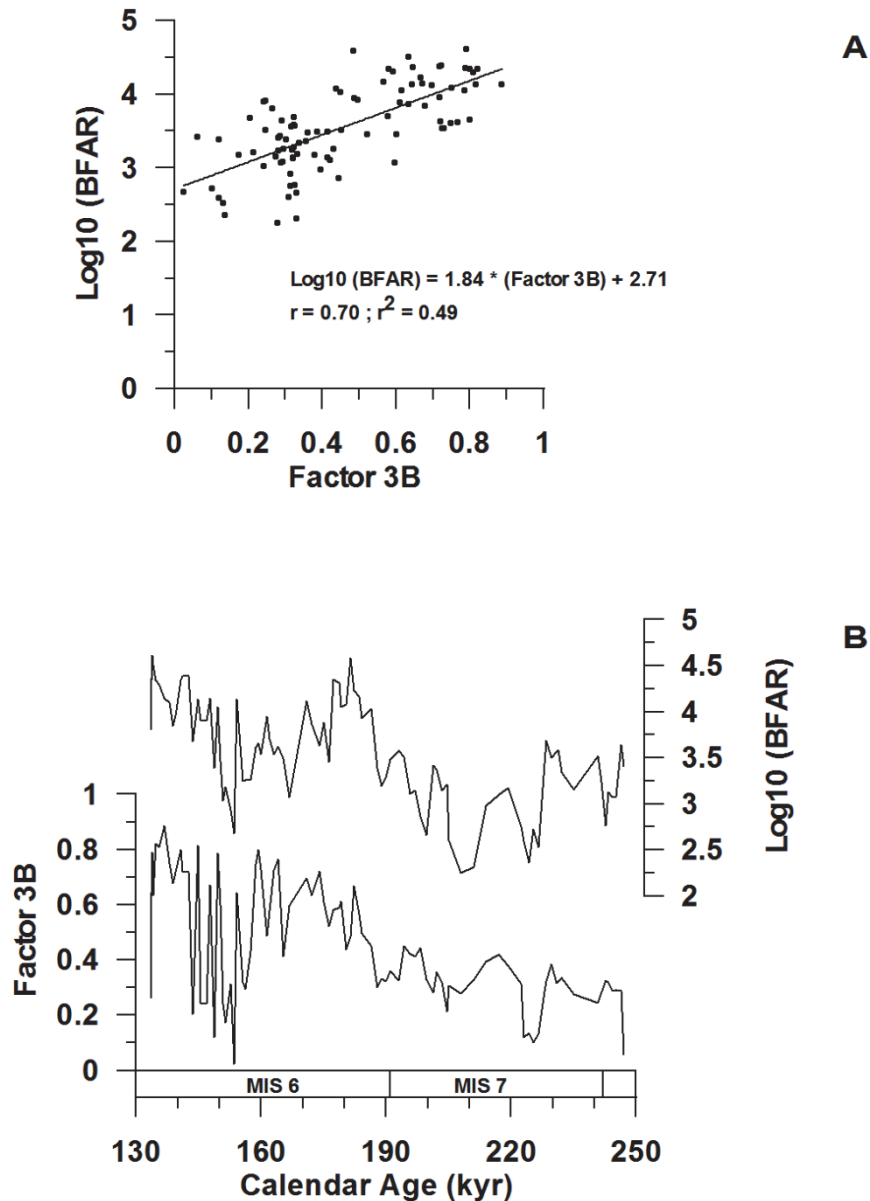 A
5
4
3
2
1
0
Log10 (BFAR)
Log10 (BFAR) = 1.84 * (Factor 3B) + 2.71
r = 0.70 ; r² = 0.49
0 0.2 0.4 0.6 0.8 1
Factor 3B
B
5
4.5
4
3.5
3
2.5
2
Log10 (BFAR)
1
0.8
0.6
0.4
0.2
0
Factor 3B
MIS 6 MIS 7
130 160 190 220 250
Calendar Age (kyr)